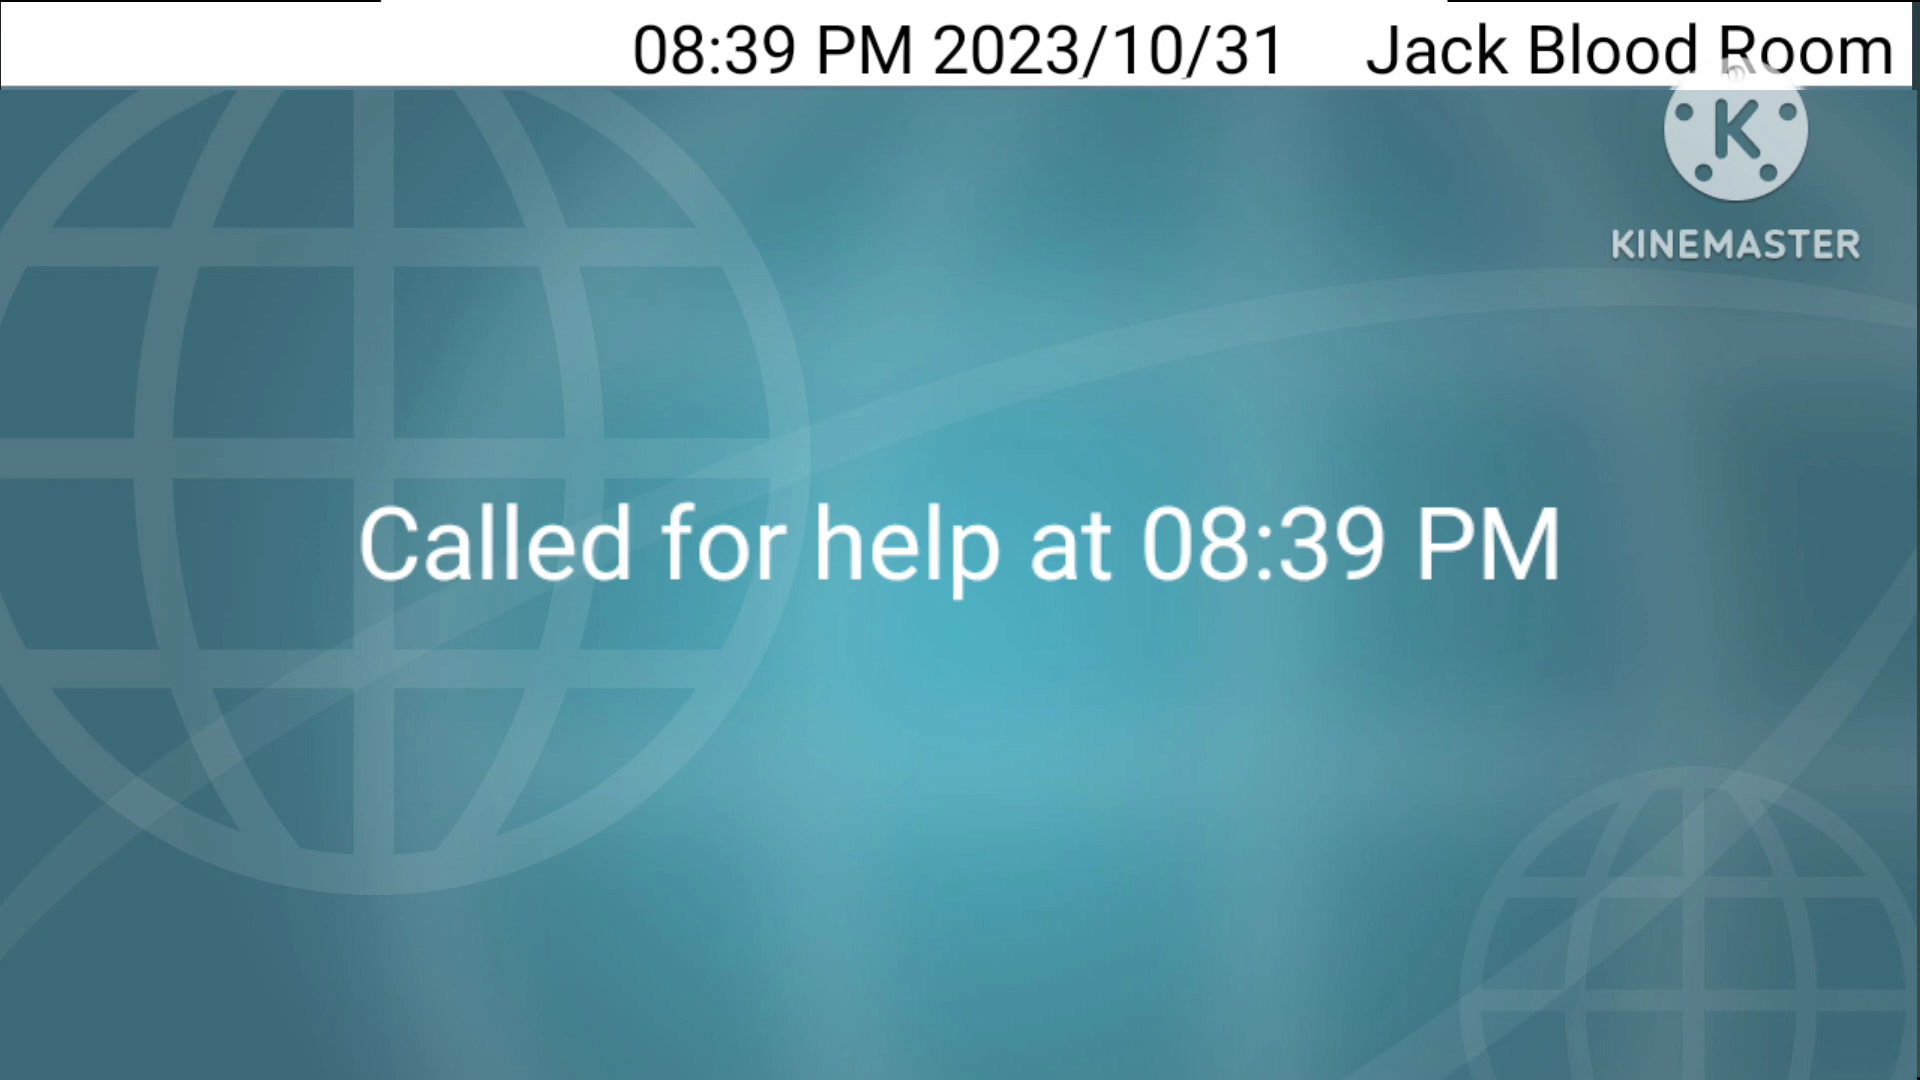 08:39 PM 2023/10/31 Jack Blood Room
K
KINEMASTER
Called for help at 08:39 PM